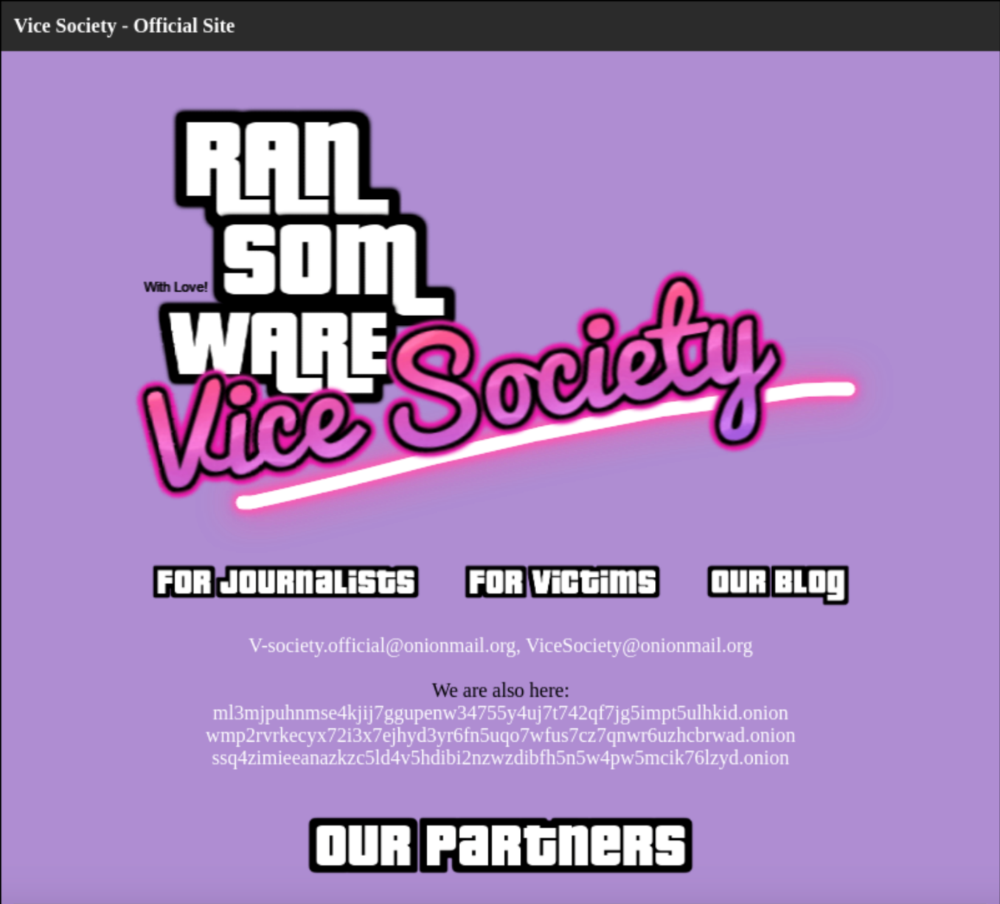 Vice Society - Official Site
RAN
SOM
With Love!
WARE
Vice Society
FOR JOURNALISTS
FOR VICTIMS
OUR BLOG
V-society.official@onionmail.org, ViceSociety@onionmail.org
We are also here:
ml3mjpuhnmse4kjij7ggupenw34755y4uj7t742qf7jg5impt5ulhkid.onion
wmp2rvrkecyx72i3x7ejhyd3yr6fn5uqo7wfus7cz7qnwr6uzhcbrwad.onion
ssq4zimieeanazkzc5ld4v5hdibi2nzwzdibfh5n5w4pw5mcik76lzyd.onion
OUR PARTNERS